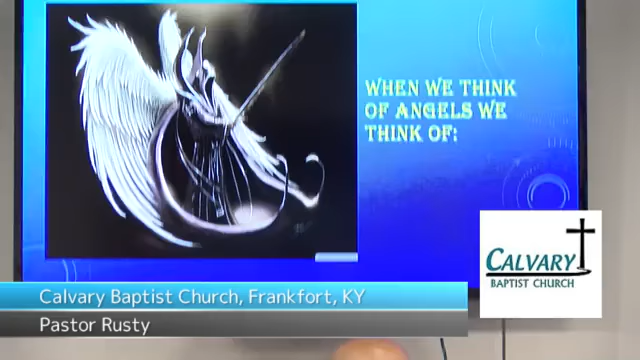 WHEN WE THINK
OF ANGELS WE
THINK OF:
CALVARY
BAPTIST CHURCH
Calvary Baptist Church, Frankfort, KY
Pastor Rusty